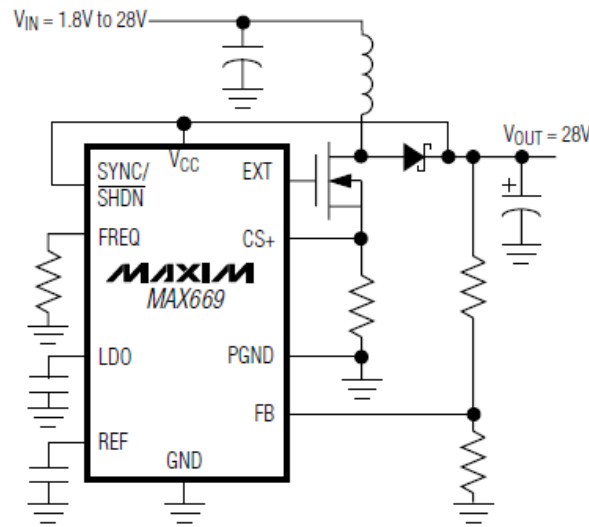 VIN = 1.8V to 28V
VOUT = 28V
VCC
SYNC/
SHDN
EXT
FREQ
CS+
MAXIM
MAX669
LDO
PGND
FB
REF
GND
+